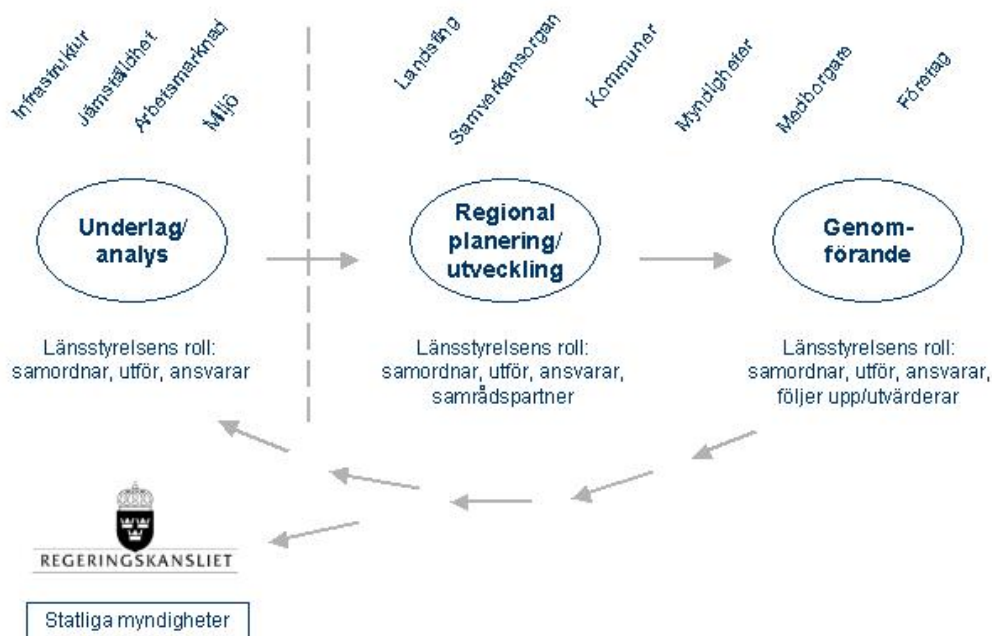 Infrastruktur
Jämställdhet
Arbetsmarknad
Miljö
Landsting
Samverkansorgan
Kommuner
Myndigheter
Medborgare
Företag
Underlag/
analys
Regional
planering/
utveckling
Genom-
förande
Länsstyrelsens roll:
samordnar, utför, ansvarar
Länsstyrelsens roll:
samordnar, utför, ansvarar,
samrådspartner
Länsstyrelsens roll:
samordnar, utför, ansvarar,
följer upp/utvärderar
REGERINGSKANSLIET
Statliga myndigheter